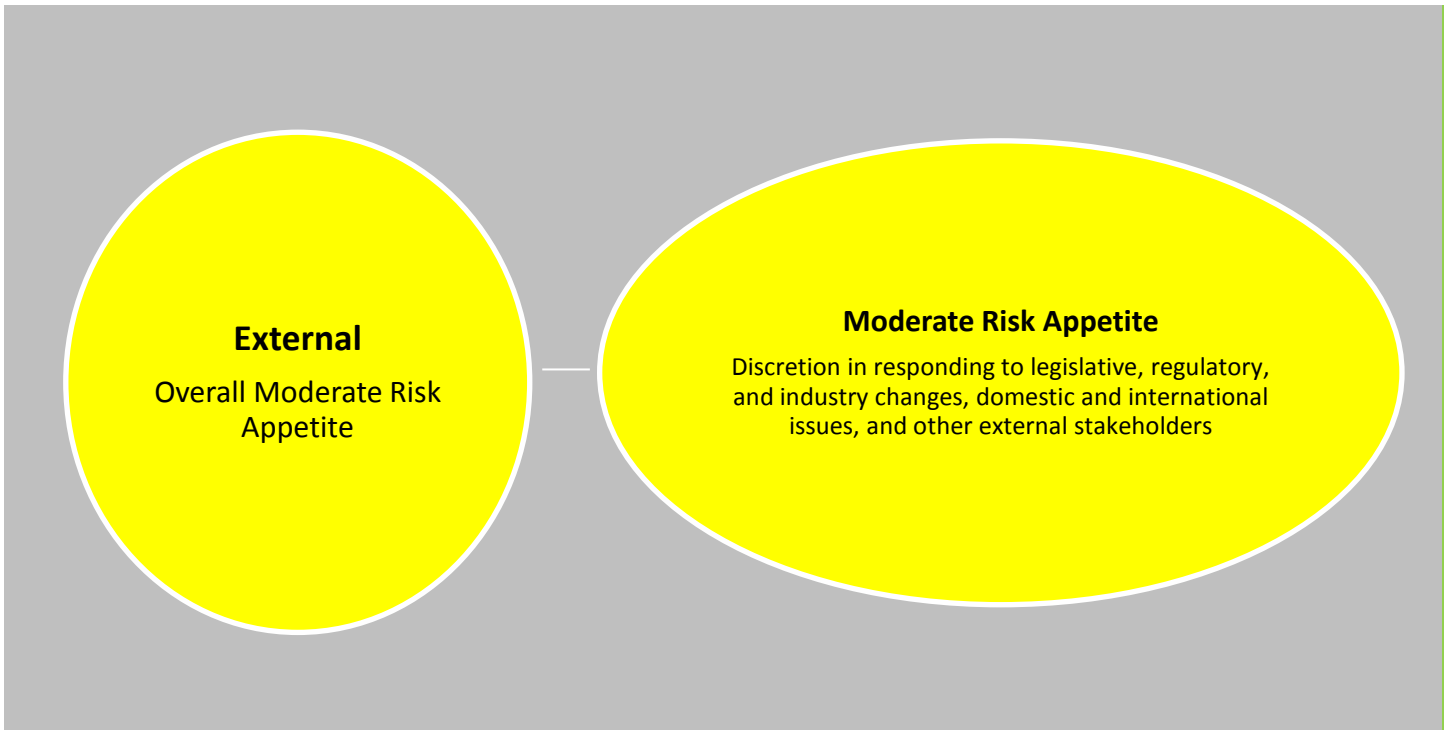 External
Overall Moderate Risk
Appetite
Moderate Risk Appetite
Discretion in responding to legislative, regulatory,
and industry changes, domestic and international
issues, and other external stakeholders